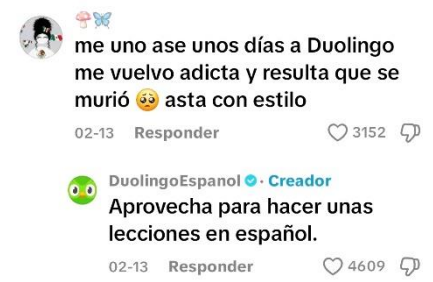 🍄🦋
me uno ase unos días a Duolingo
me vuelvo adicta y resulta que se
murió 🥺 asta con estilo
02-13 Responder 3152
DuolingoEspanol · Creador
Aprovecha para hacer unas
lecciones en español.
02-13 Responder 4609